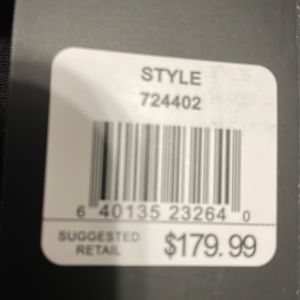 STYLE
724402
6 40135 23264 0
SUGGESTED
RETAIL
$179.99